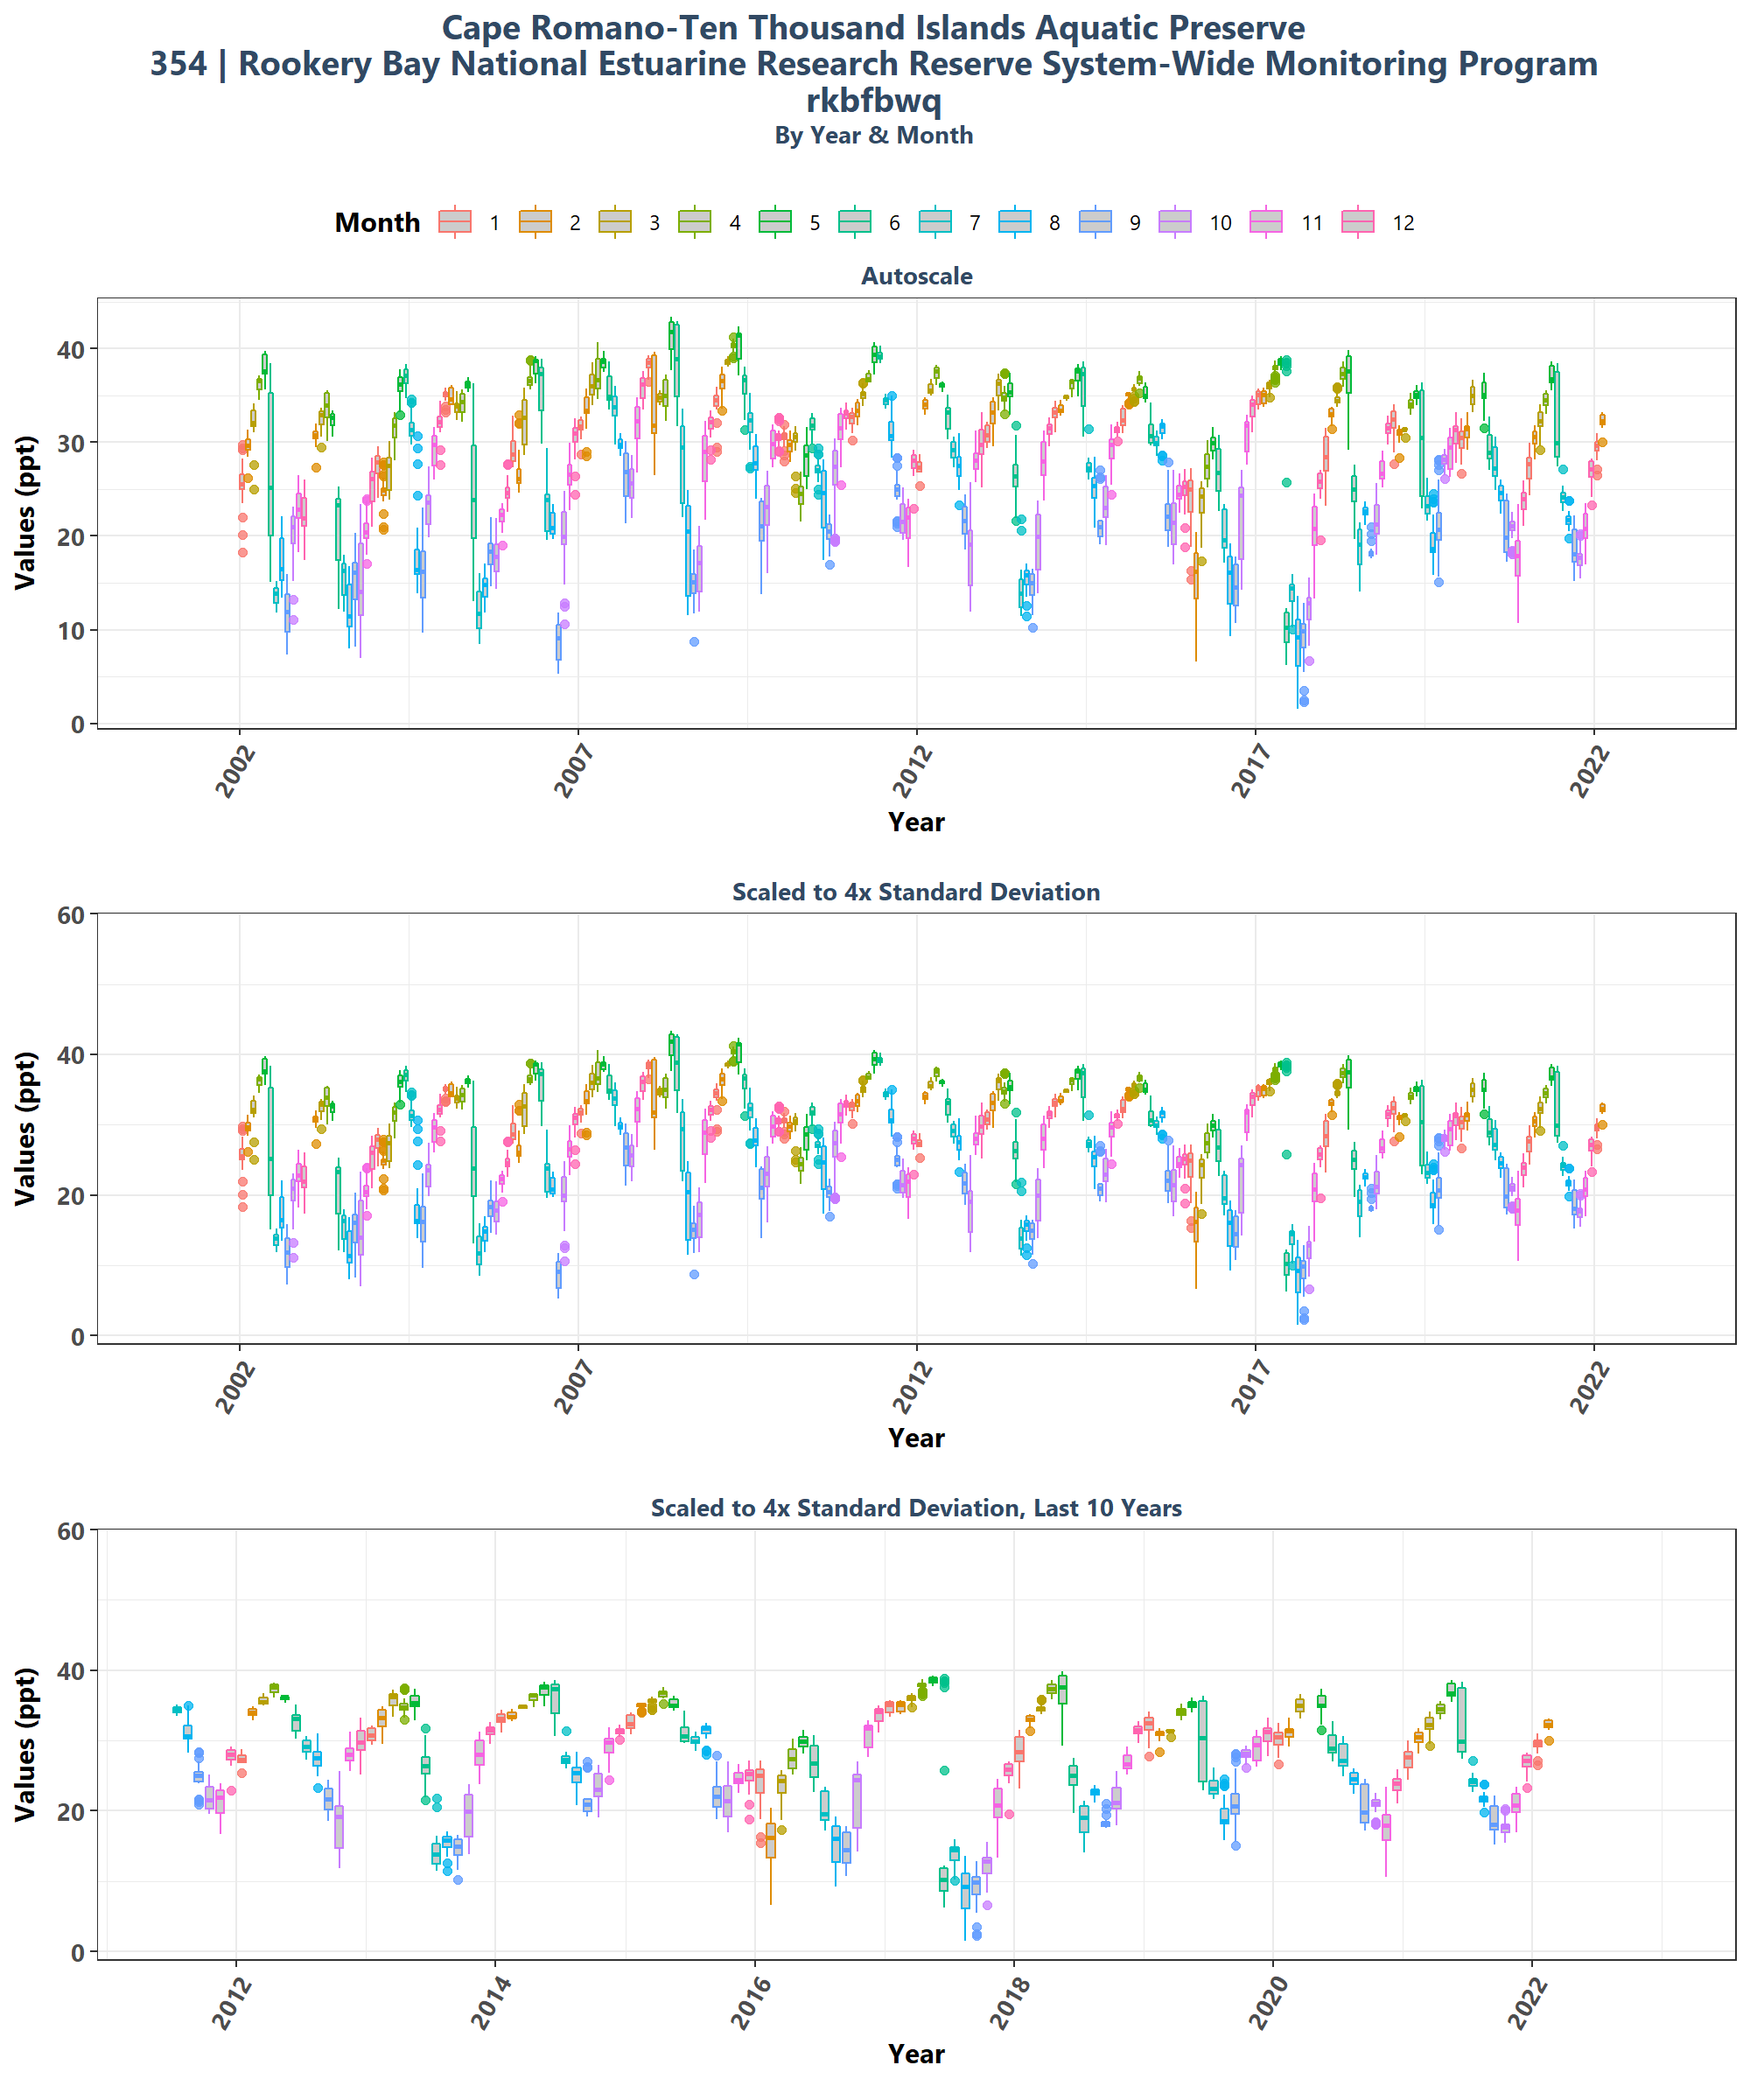 Cape Romano-Ten Thousand Islands Aquatic Preserve
354 | Rookery Bay National Estuarine Research Reserve System-Wide Monitoring Program
rkbfbwq
By Year & Month
Month 1 2 3 4 5 6 7 8 9 10 11 12
Autoscale
Values (ppt)
40
30
20
10
0
2002 2007 2012 2017 2022
Year
Scaled to 4x Standard Deviation
Values (ppt)
60
40
20
0
2002 2007 2012 2017 2022
Year
Scaled to 4x Standard Deviation, Last 10 Years
Values (ppt)
60
40
20
0
2012 2014 2016 2018 2020 2022
Year